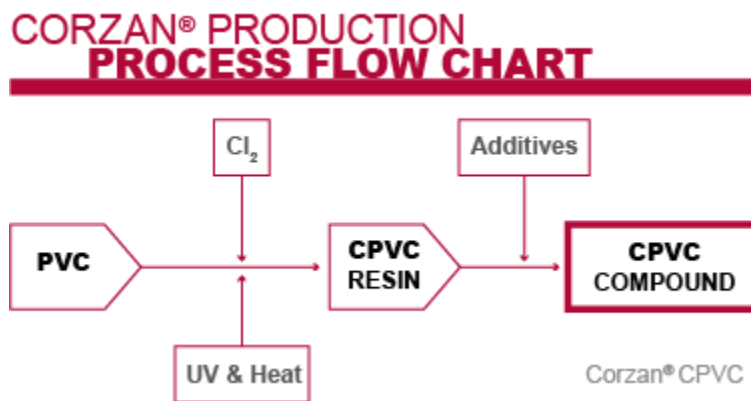 CORZAN® PRODUCTION
PROCESS FLOW CHART
Cl₂
Additives
PVC
CPVC
RESIN
CPVC
COMPOUND
UV & Heat
Corzan® CPVC